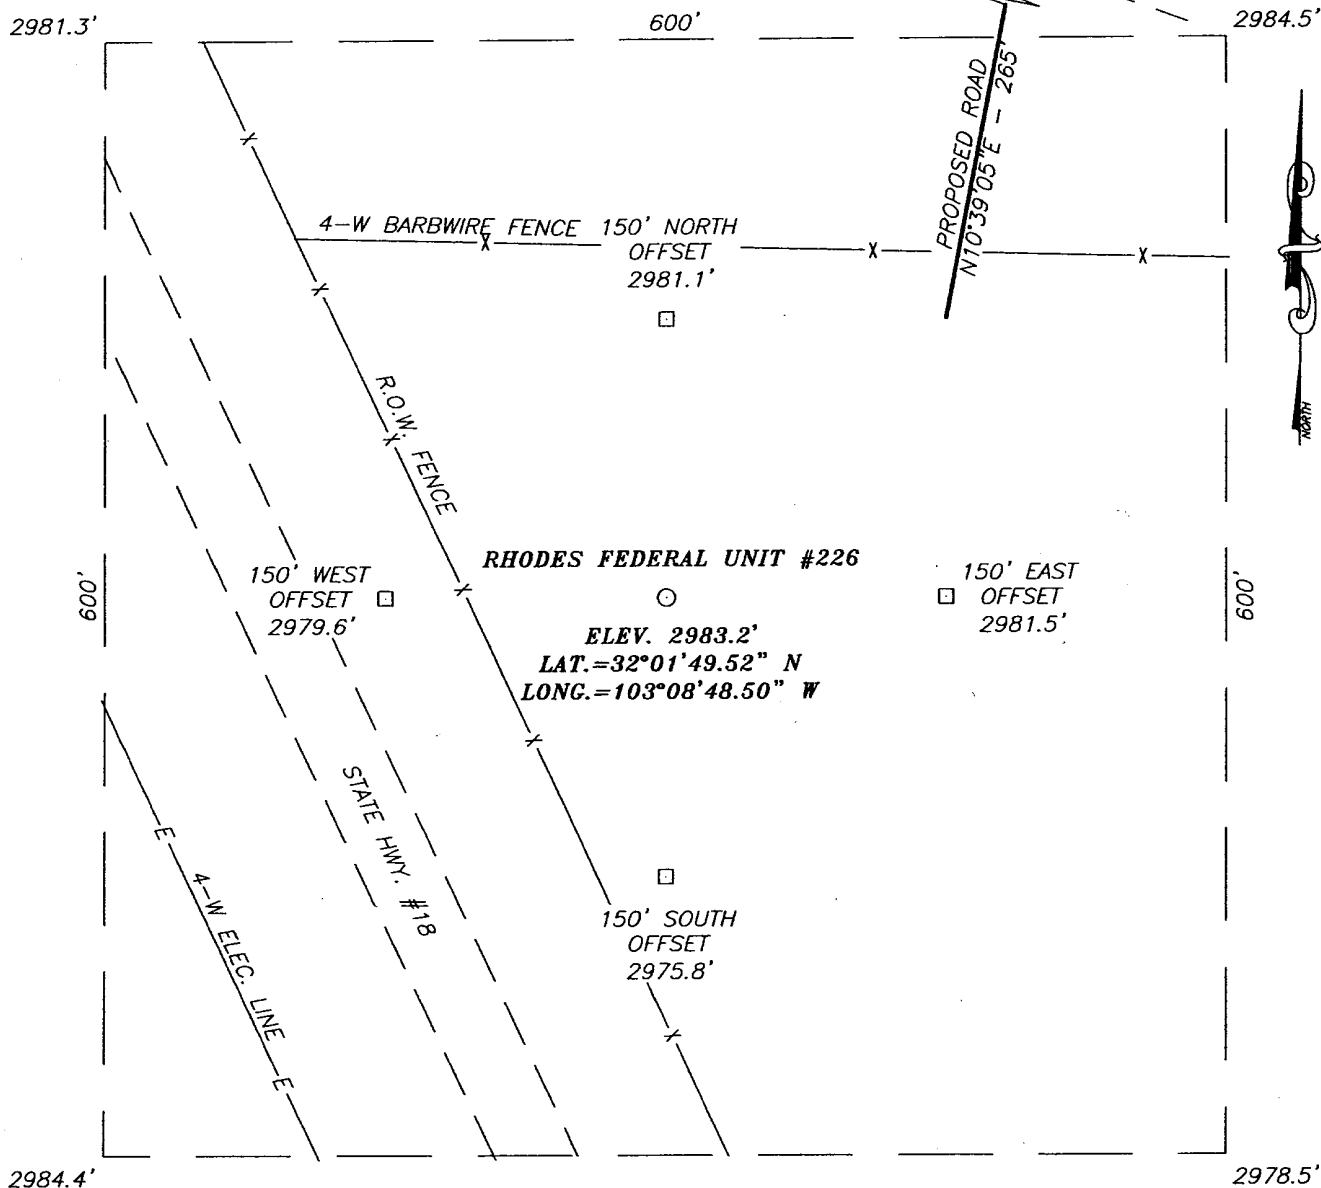 2981.3'
600'
2984.5'
PROPOSED ROAD
N10°39'05"E - 265'
4-W BARBWIRE FENCE
X
X
X
X
X
X
X
X
X
X
150' NORTH
OFFSET
2981.1'
NORTH
R.O.W. FENCE
RHODES FEDERAL UNIT #226
600'
150' WEST
OFFSET
2979.6'
150' EAST
OFFSET
2981.5'
600'
ELEV. 2983.2'
LAT.=32°01'49.52" N
LONG.=103°08'48.50" W
STATE HWY. #18
E
4-W ELEC. LINE
E
150' SOUTH
OFFSET
2975.8'
2984.4'
2978.5'